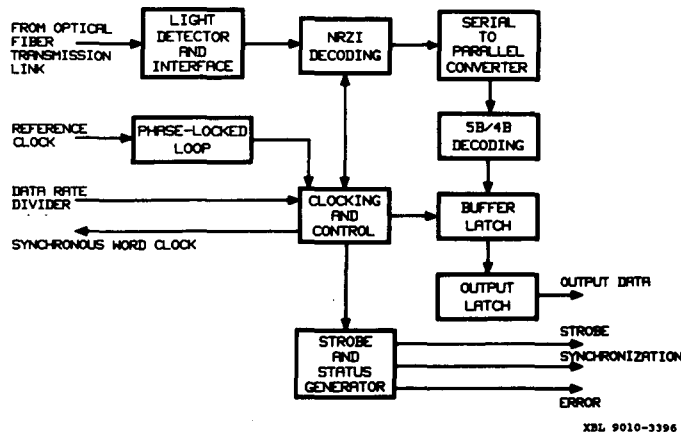 FROM OPTICAL
FIBER
TRANSMISSION
LINK
LIGHT
DETECTOR
AND
INTERFACE
NRZI
DECODING
SERIAL
TO
PARALLEL
CONVERTER
REFERENCE
CLOCK
PHASE-LOCKED
LOOP
5B/4B
DECODING
DATA RATE
DIVIDER
SYNCHRONOUS WORD CLOCK
CLOCKING
AND
CONTROL
BUFFER
LATCH
OUTPUT
LATCH
OUTPUT DATA
STROBE
AND
STATUS
GENERATOR
STROBE
SYNCHRONIZATION
ERROR
XBL 9010-3396